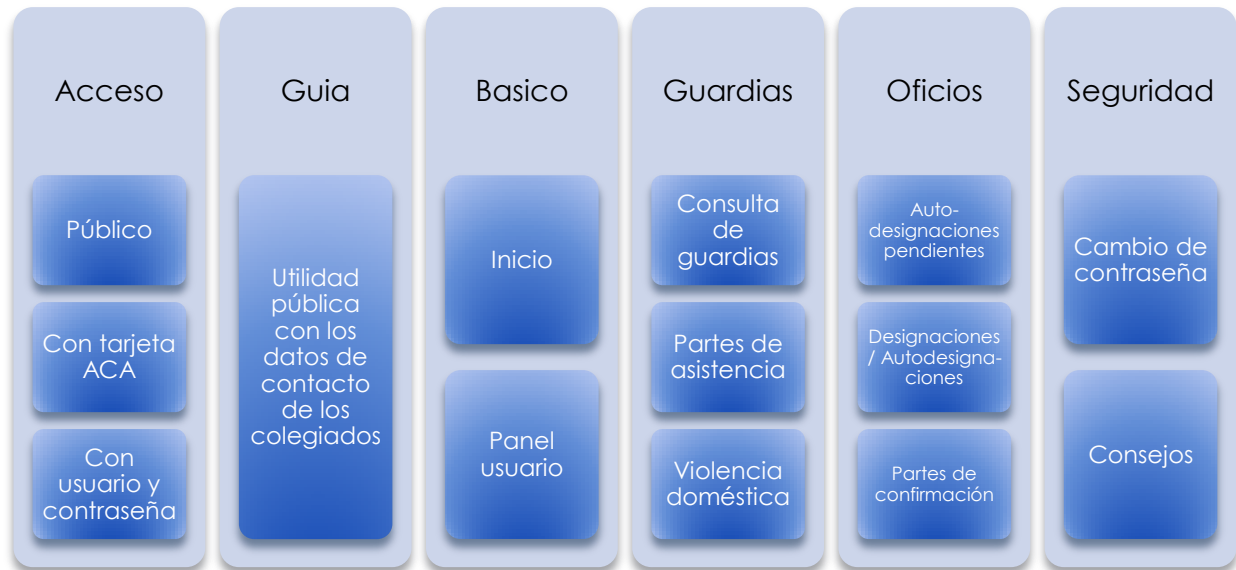 Acceso
Público
Con tarjeta
ACA
Con
usuario y
contraseña
Guia
Utilidad
pública
con los
datos de
contacto
de los
colegiados
Basico
Inicio
Panel
usuario
Guardias
Consulta
de
guardias
Partes de
asistencia
Violencia
doméstica
Oficios
Auto-
designaciones
pendientes
Designaciones
/ Autodesigna-
ciones
Partes de
confirmación
Seguridad
Cambio de
contraseña
Consejos